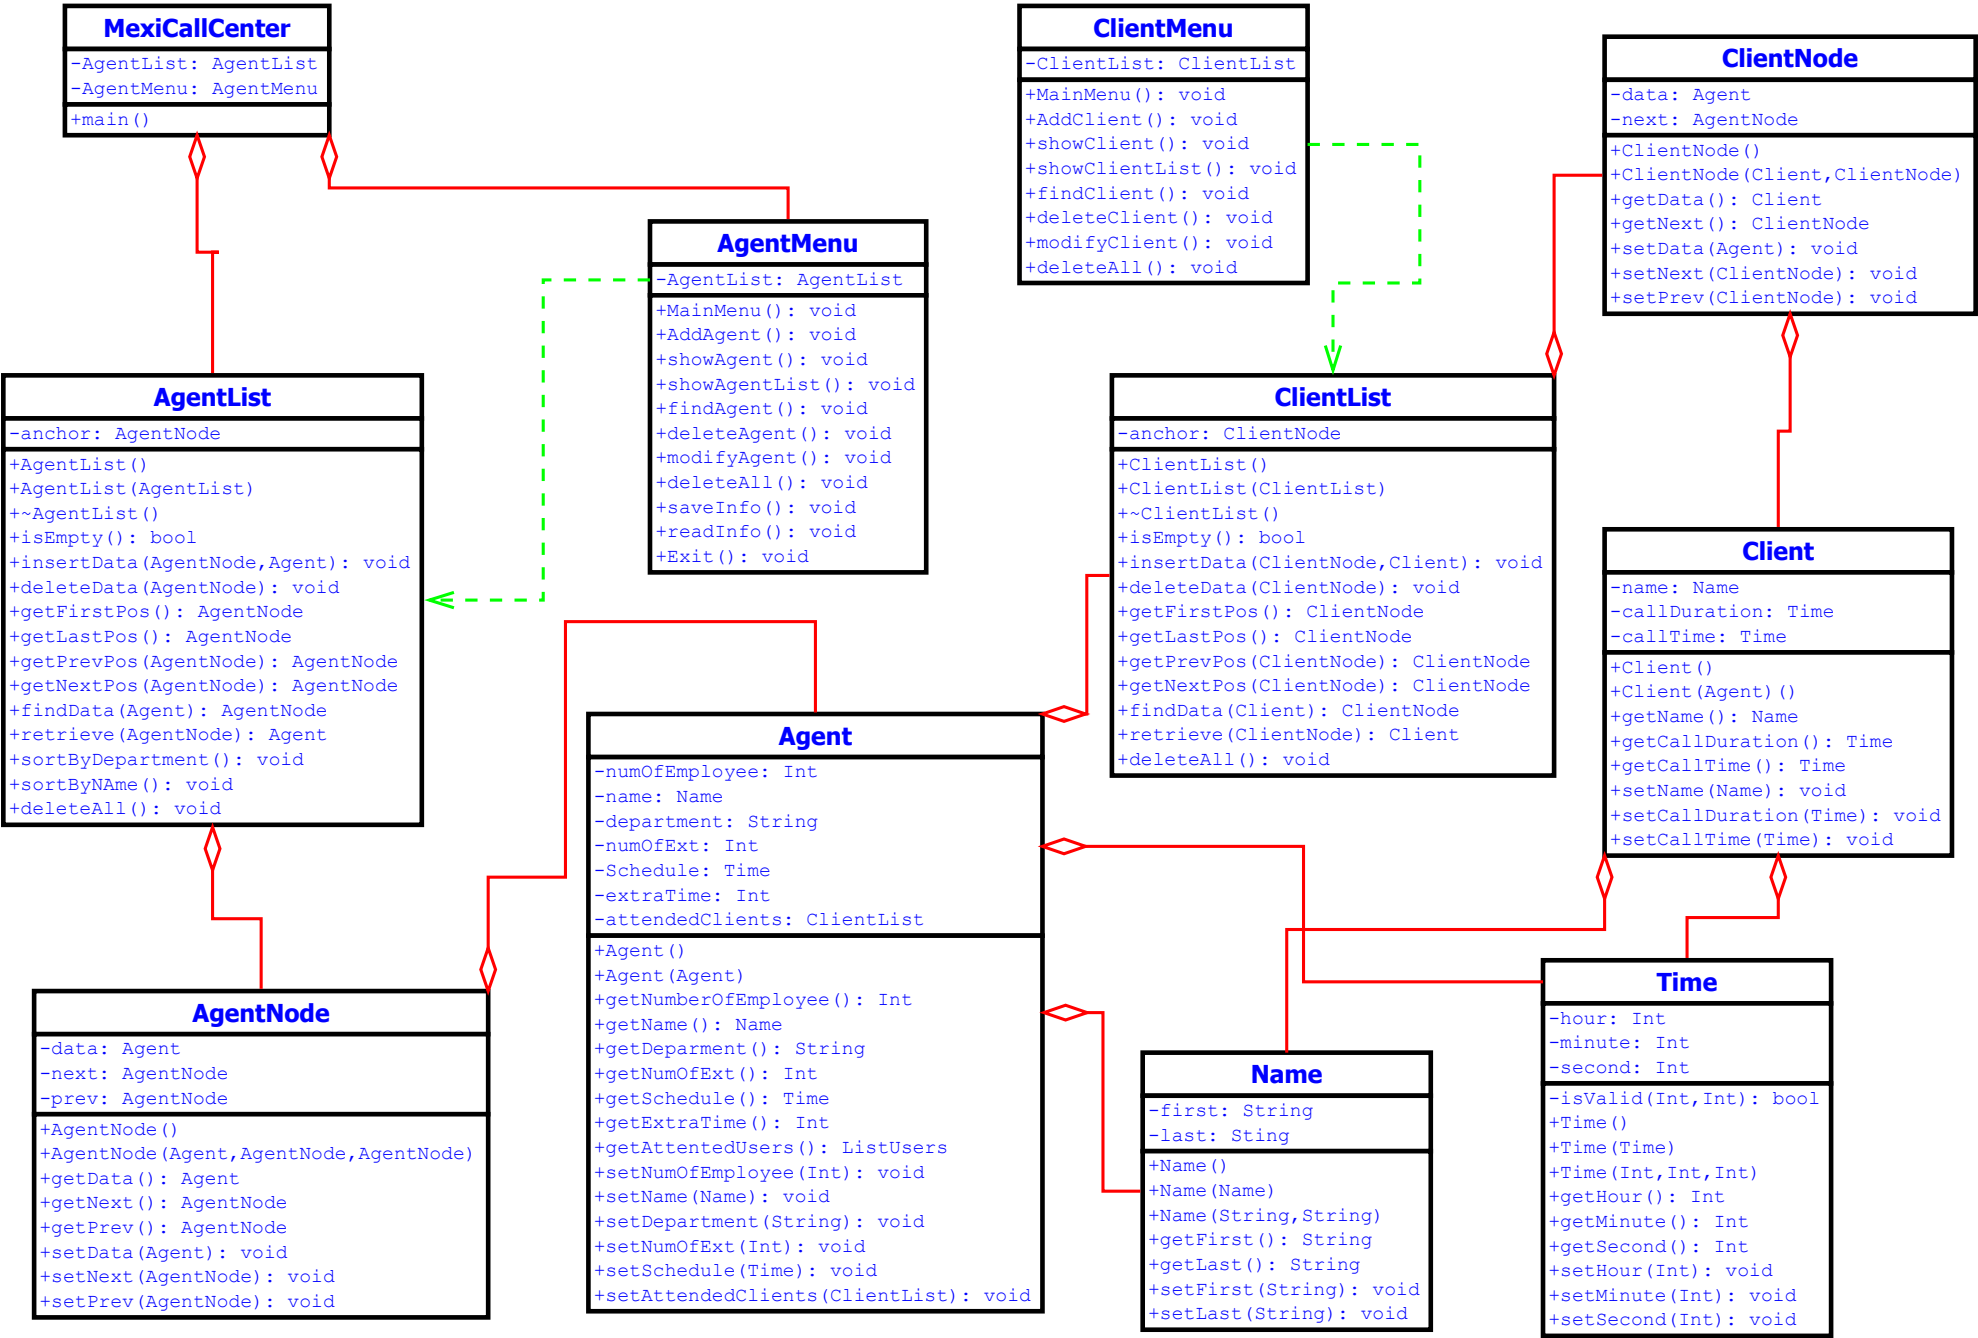 MexiCallCenter
-AgentList: AgentList
-AgentMenu: AgentMenu
+main()
ClientMenu
-ClientList: ClientList
+MainMenu(): void
+AddClient(): void
+showClient(): void
+showClientList(): void
+findClient(): void
+deleteClient(): void
+modifyClient(): void
+deleteAll(): void
ClientNode
-data: Agent
-next: AgentNode
+ClientNode()
+ClientNode(Client,ClientNode)
+getData(): Client
+getNext(): ClientNode
+setData(Agent): void
+setNext(ClientNode): void
+setPrev(ClientNode): void
AgentMenu
-AgentList: AgentList
+MainMenu(): void
+AddAgent(): void
+showAgent(): void
+showAgentList(): void
+findAgent(): void
+deleteAgent(): void
+modifyAgent(): void
+deleteAll(): void
+saveInfo(): void
+readInfo(): void
+Exit(): void
AgentList
-anchor: AgentNode
+AgentList()
+AgentList(AgentList)
+~AgentList()
+isEmpty(): bool
+insertData(AgentNode,Agent): void
+deleteData(AgentNode): void
+getFirstPos(): AgentNode
+getLastPos(): AgentNode
+getPrevPos(AgentNode): AgentNode
+getNextPos(AgentNode): AgentNode
+findData(Agent): AgentNode
+retrieve(AgentNode): Agent
+sortByDepartment(): void
+sortByNAme(): void
+deleteAll(): void
ClientList
-anchor: ClientNode
+ClientList()
+ClientList(ClientList)
+~ClientList()
+isEmpty(): bool
+insertData(ClientNode,Client): void
+deleteData(ClientNode): void
+getFirstPos(): ClientNode
+getLastPos(): ClientNode
+getPrevPos(ClientNode): ClientNode
+getNextPos(ClientNode): ClientNode
+findData(Client): ClientNode
+retrieve(ClientNode): Client
+deleteAll(): void
Client
-name: Name
-callDuration: Time
-callTime: Time
+Client()
+Client(Agent)()
+getName(): Name
+getCallDuration(): Time
+getCallTime(): Time
+setName(Name): void
+setCallDuration(Time): void
+setCallTime(Time): void
Agent
-numOfEmployee: Int
-name: Name
-department: String
-numOfExt: Int
-Schedule: Time
-extraTime: Int
-attendedClients: ClientList
+Agent()
+Agent(Agent)
+getNumberOfEmployee(): Int
+getName(): Name
+getDeparment(): String
+getNumOfExt(): Int
+getSchedule(): Time
+getExtraTime(): Int
+getAttentedUsers(): ListUsers
+setNumOfEmployee(Int): void
+setName(Name): void
+setDepartment(String): void
+setNumOfExt(Int): void
+setSchedule(Time): void
+setAttendedClients(ClientList): void
AgentNode
-data: Agent
-next: AgentNode
-prev: AgentNode
+AgentNode()
+AgentNode(Agent,AgentNode,AgentNode)
+getData(): Agent
+getNext(): AgentNode
+getPrev(): AgentNode
+setData(Agent): void
+setNext(AgentNode): void
+setPrev(AgentNode): void
Name
-first: String
-last: Sting
+Name()
+Name(Name)
+Name(String,String)
+getFirst(): String
+getLast(): String
+setFirst(String): void
+setLast(String): void
Time
-hour: Int
-minute: Int
-second: Int
-isValid(Int,Int): bool
+Time()
+Time(Time)
+Time(Int,Int,Int)
+getHour(): Int
+getMinute(): Int
+getSecond(): Int
+setHour(Int): void
+setMinute(Int): void
+setSecond(Int): void